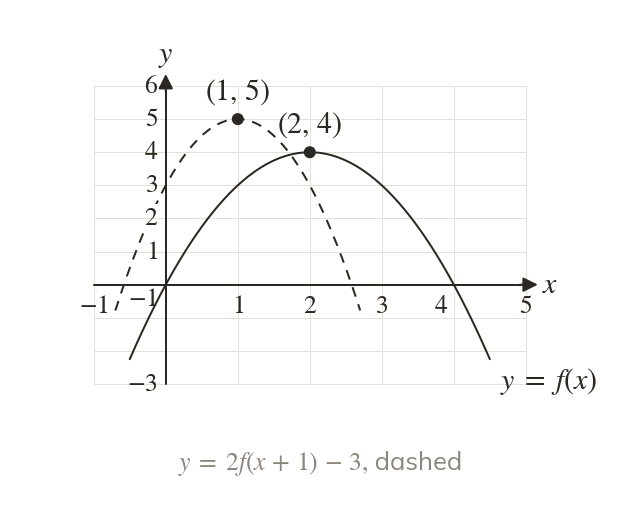 y
6
(1, 5)
5
(2, 4)
4
3
2
1
−1
x
−1 1 2 3 4 5
−3
y = f(x)
y = 2f(x + 1) − 3, dashed